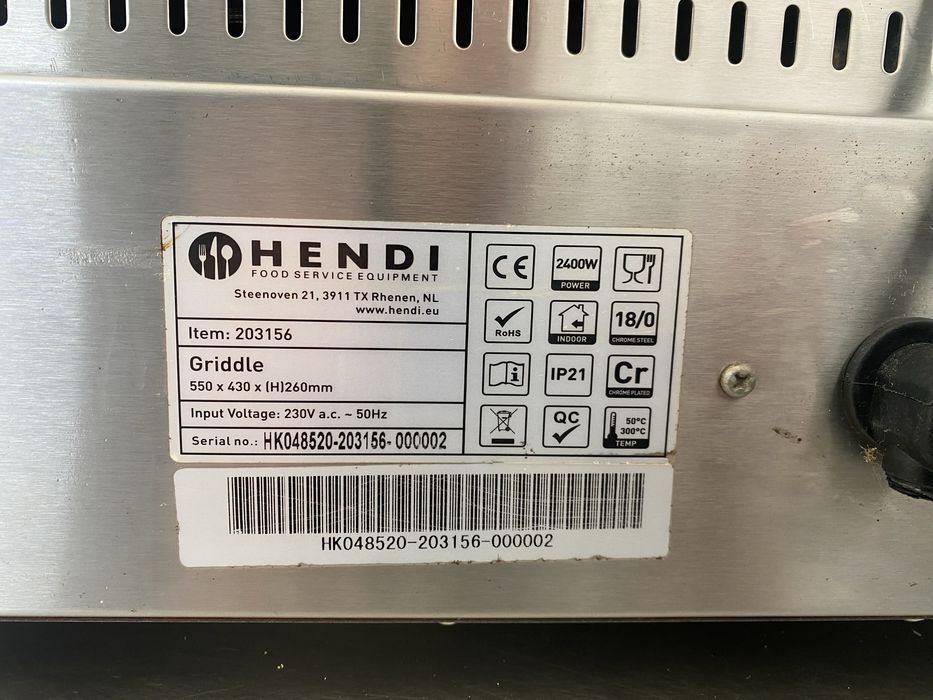 HENDI
FOOD SERVICE EQUIPMENT
Steenoven 21, 3911 TX Rhenen, NL
www.hendi.eu
Item: 203156
Griddle
550 x 430 x (H)260mm
Input Voltage: 230V a.c. ~ 50Hz
Serial no.: HK048520-203156-000002
CE
2400W
POWER
RoHS
INDOOR
18/0
CHROME STEEL
i
IP21
Cr
CHROME PLATED
QC
50°C
300°C
TEMP
HK048520-203156-000002